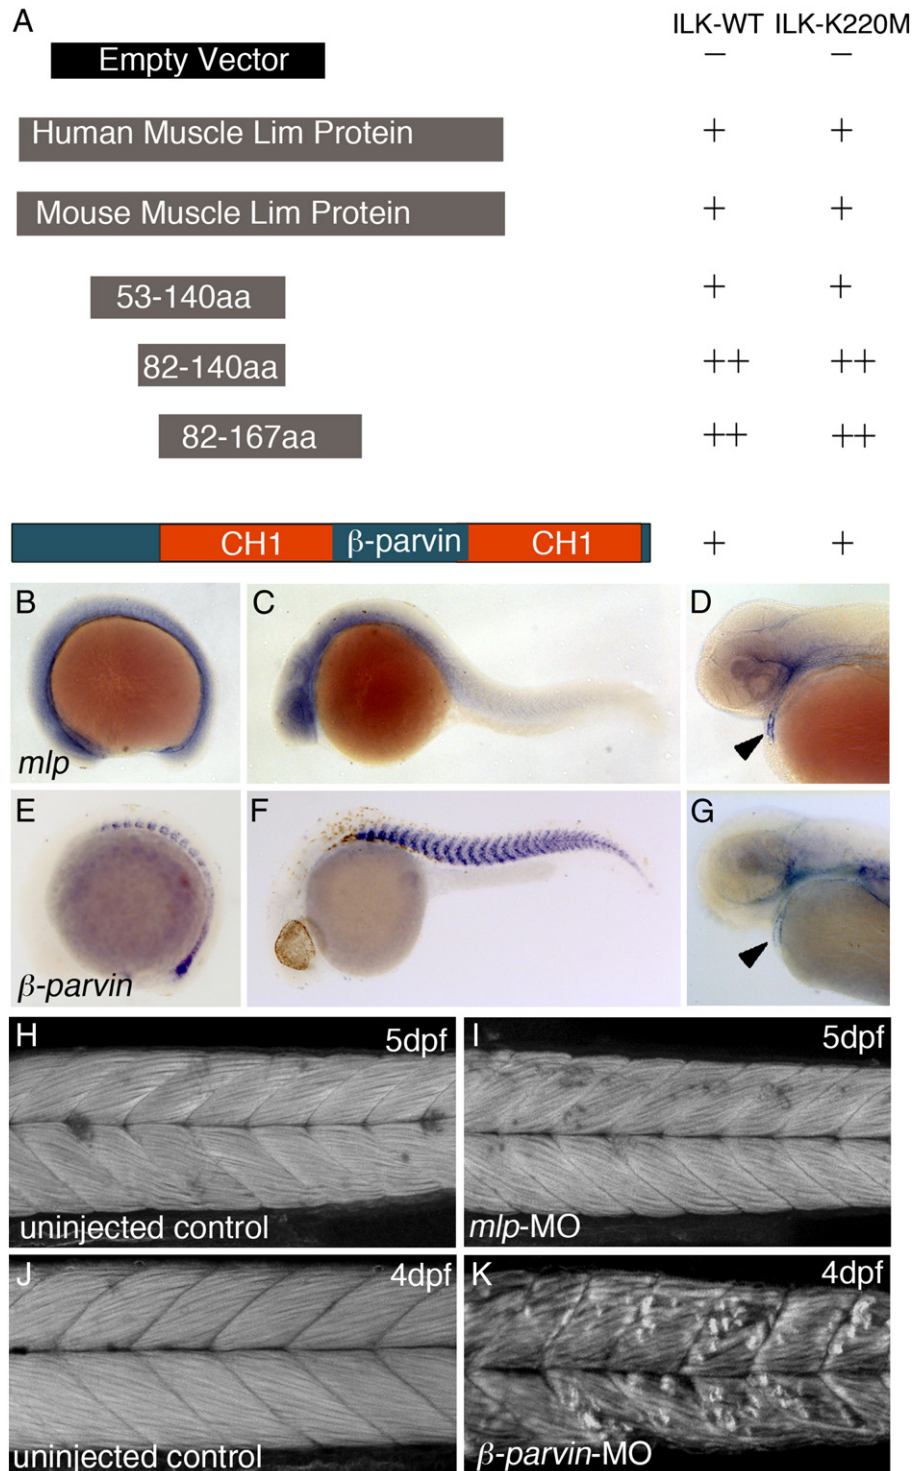 A
ILK-WT ILK-K220M
Empty Vector – –
Human Muscle Lim Protein + +
Mouse Muscle Lim Protein + +
53-140aa + +
82-140aa ++ ++
82-167aa ++ ++
CH1 β-parvin CH1 + +
B C D
mlp
E F G
β-parvin
H 5dpf I 5dpf
uninjected control mlp-MO
J 4dpf K 4dpf
uninjected control β-parvin-MO